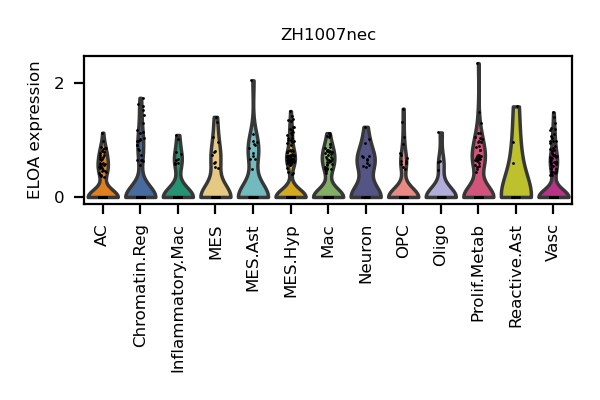 ZH1007nec
ELOA expression
2
0
AC
Chromatin.Reg
Inflammatory.Mac
MES
MES.Ast
MES.Hyp
Mac
Neuron
OPC
Oligo
Prolif.Metab
Reactive.Ast
Vasc